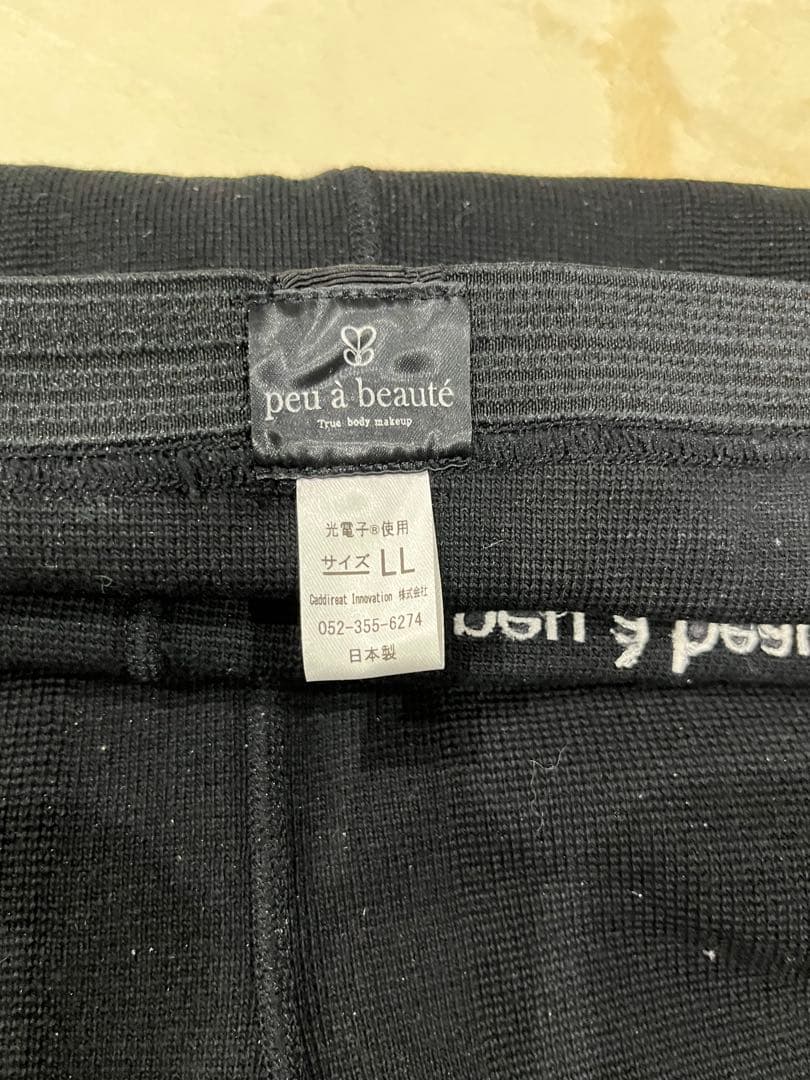 peu à beauté
True body makeup
光電子®使用
サイズ LL
Caddireat Innovation 株式会社
052-355-6274
日本製